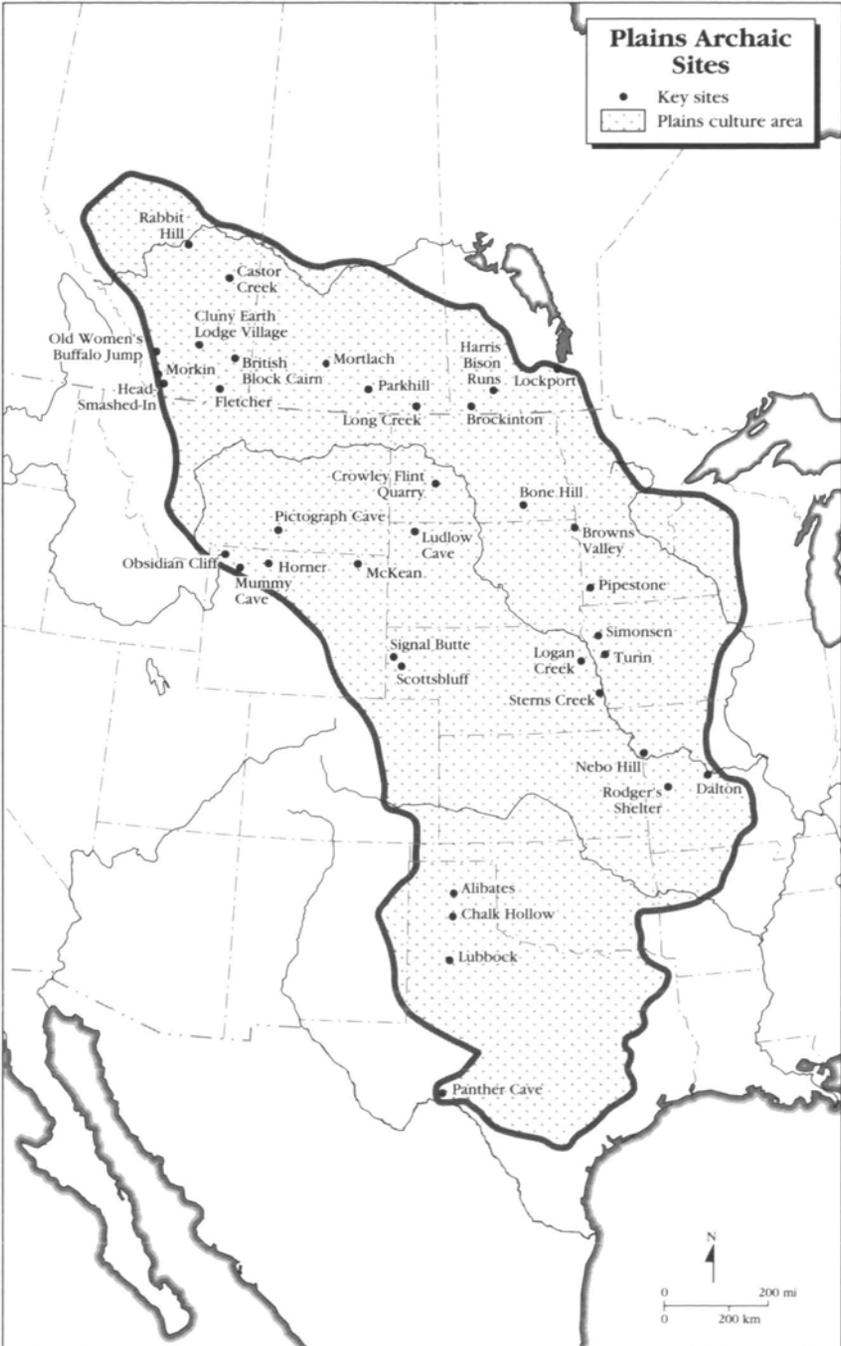 Plains Archaic
Sites
Key sites
Plains culture area
Rabbit
Hill
Castor
Creek
Cluny Earth
Lodge Village
Old Women's
Buffalo Jump
Morkin
British
Block Cairn
Mortlach
Harris
Bison
Runs
Lockport
Head-
Smashed-In
Fletcher
Parkhill
Long Creek
Brockinton
Crowley Flint
Quarry
Bone Hill
Pictograph Cave
Ludlow
Cave
Browns
Valley
Obsidian Cliff
Horner
McKean
Mummy
Cave
Pipestone
Simonsen
Signal Butte
Logan
Creek
Turin
Scottsbluff
Sterns Creek
Nebo Hill
Rodger's
Shelter
Dalton
Alibates
Chalk Hollow
Lubbock
Panther Cave
N
0 200 mi
0 200 km